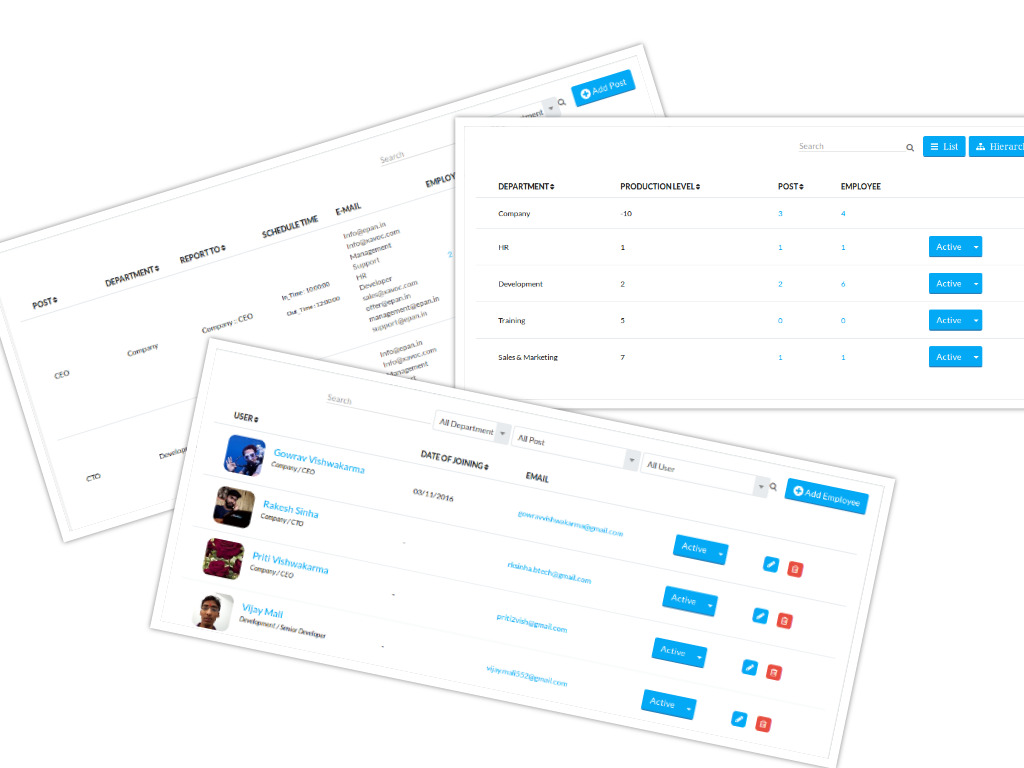 Add Post
Search
POST DEPARTMENT REPORT TO SCHEDULE TIME E-MAIL
CEO Company Company : CEO
In_Time : 10:00:00
Out_Time : 12:00:00
info@epan.in
info@xavoc.com
Management
Support
HR
Developer
sales@xavoc.com
offer@epan.in
management@epan.in
support@epan.in
2
info@epan.in
info@xavoc.com
CTO
Search List
DEPARTMENT PRODUCTION LEVEL POST EMPLOYEE
Company -10 3 4
HR 1 1 1 Active
Development 2 2 6 Active
Training 5 0 0 Active
Sales & Marketing 7 1 1 Active
Search All Department All Post All User Add Employee
USER DATE OF JOINING EMAIL
Gowrav Vishwakarma 03/11/2016 gowravvishwakarma@gmail.com Active
Company / CEO
Rakesh Sinha - rksinha.btech@gmail.com Active
Company / CTO
Priti Vishwakarma - priti2vish@gmail.com Active
Company / CEO
Vijay Mali - vijay.mali552@gmail.com Active
Development / Senior Developer